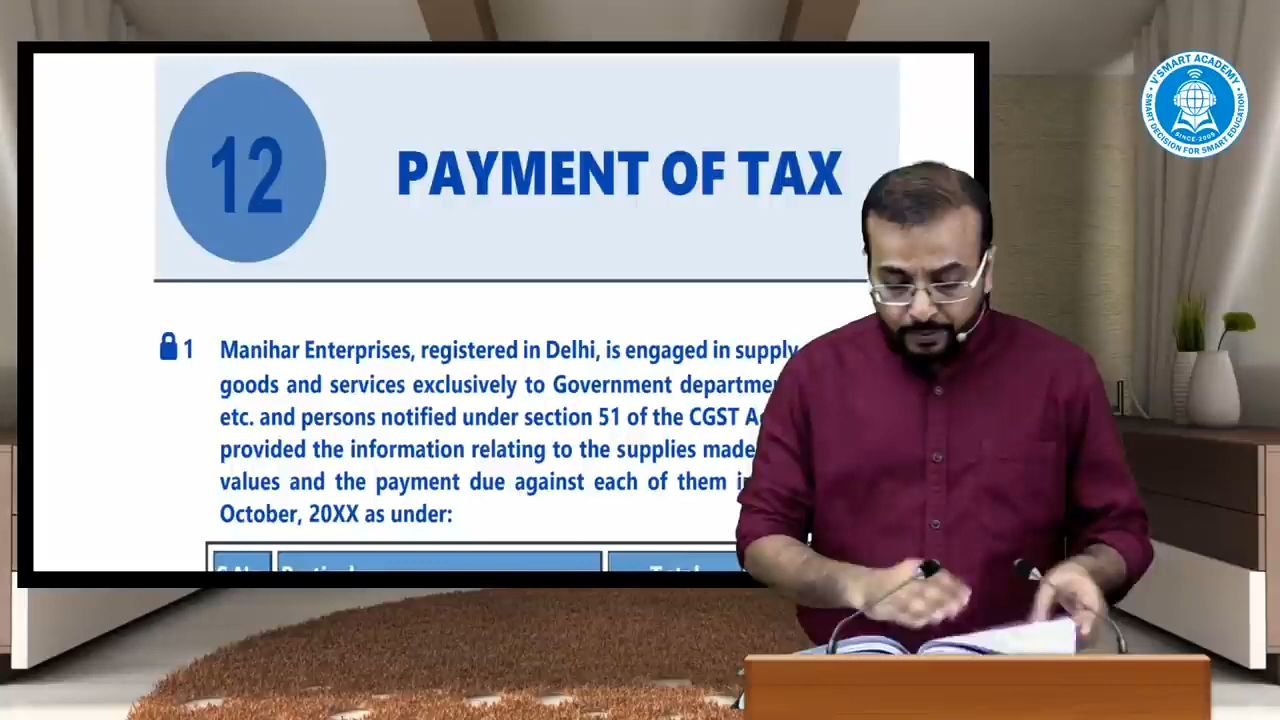 12
PAYMENT OF TAX
1 Manihar Enterprises, registered in Delhi, is engaged in supply
goods and services exclusively to Government
etc. and persons notified under section 51 of the CGST
provided the information relating to the supplies made
values and the payment due against each of them
October, 20XX as under:
V'SMART ACADEMY
SMART DECISION FOR SMART EDUCATION
SINCE-2009